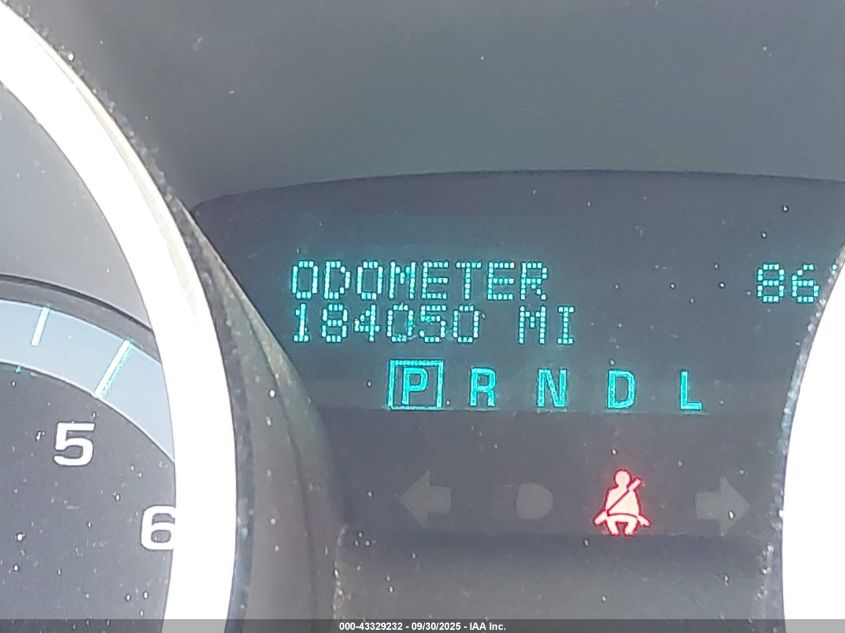 ODOMETER 86°
184050 MI
P R N D L
5
6
000-43329232 - 09/30/2025 - IAA Inc.